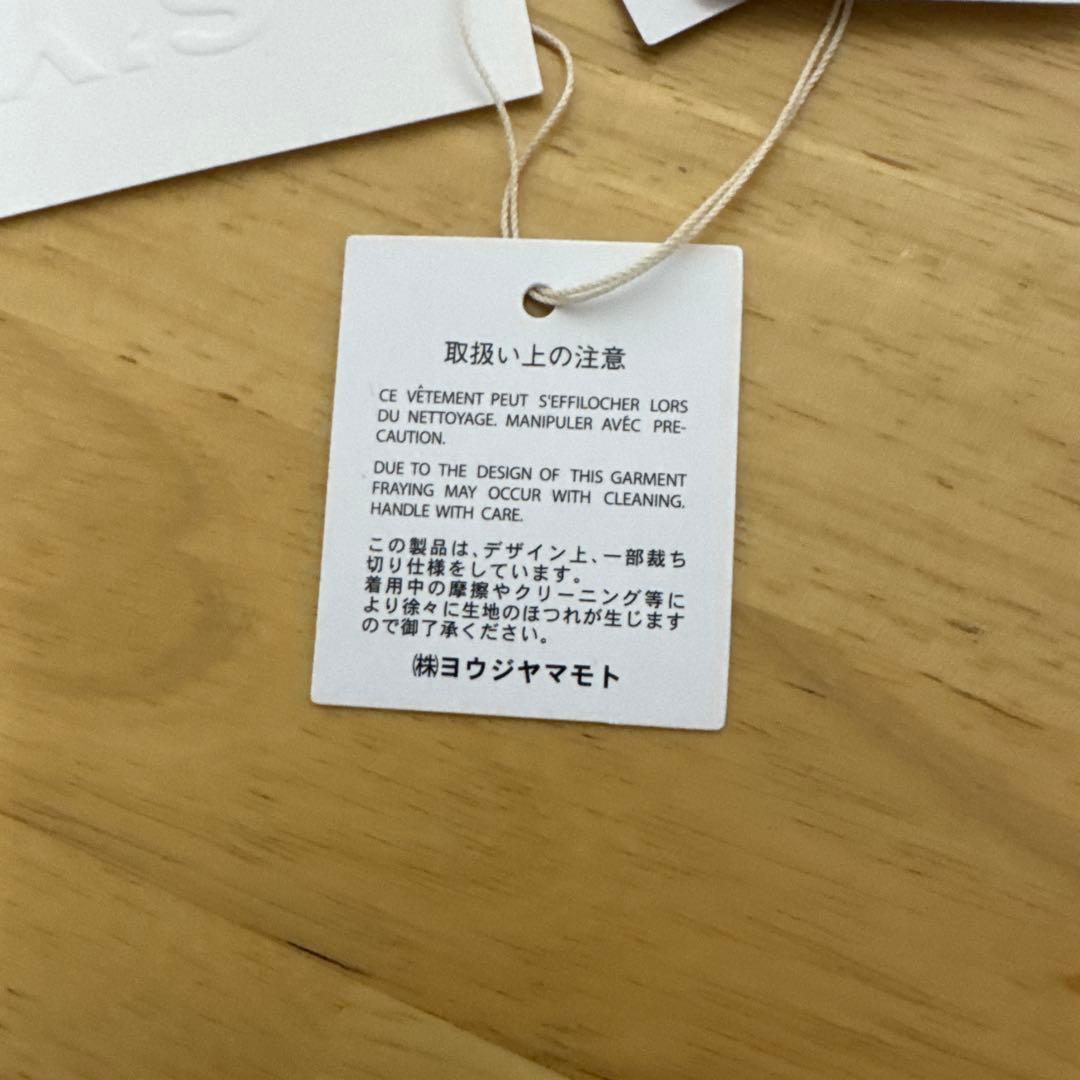 取扱い上の注意
CE VÊTEMENT PEUT S'EFFILOCHER LORS
DU NETTOYAGE. MANIPULER AVÉC PRE-
CAUTION.
DUE TO THE DESIGN OF THIS GARMENT
FRAYING MAY OCCUR WITH CLEANING.
HANDLE WITH CARE.
この製品は、デザイン上、一部裁ち
切り仕様をしています。
着用中の摩擦やクリーニング等に
より徐々に生地のほつれが生じます
ので御了承ください。
㈱ヨウジヤマモト